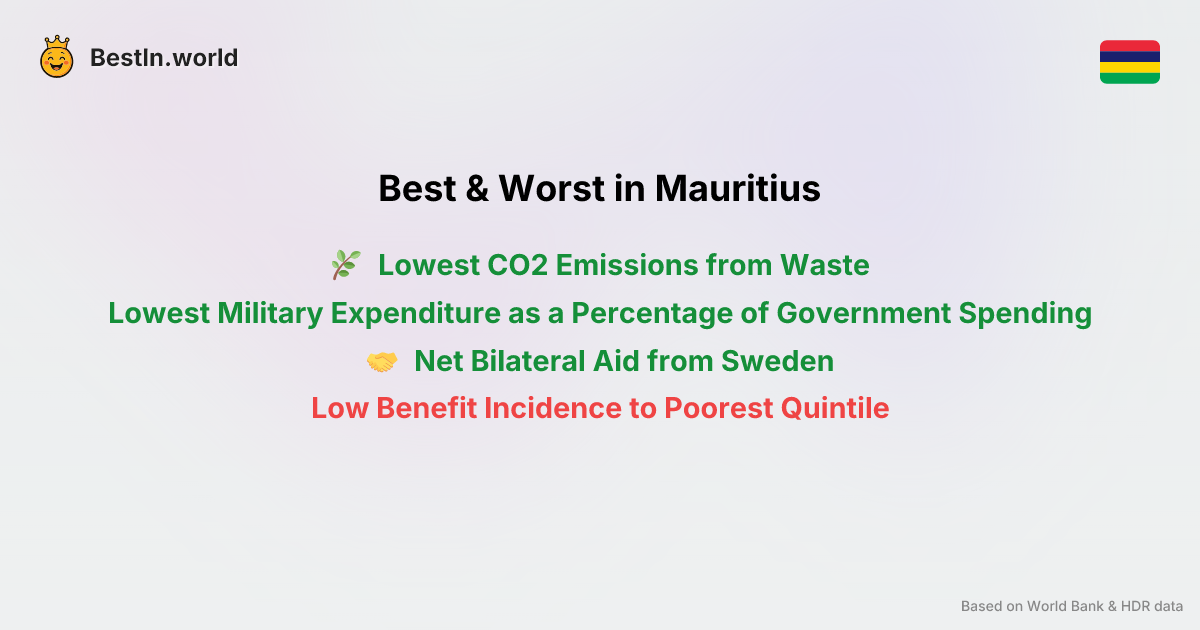 BestIn.world
Best & Worst in Mauritius
🌿 Lowest CO2 Emissions from Waste
Lowest Military Expenditure as a Percentage of Government Spending
🤝 Net Bilateral Aid from Sweden
Low Benefit Incidence to Poorest Quintile
Based on World Bank & HDR data